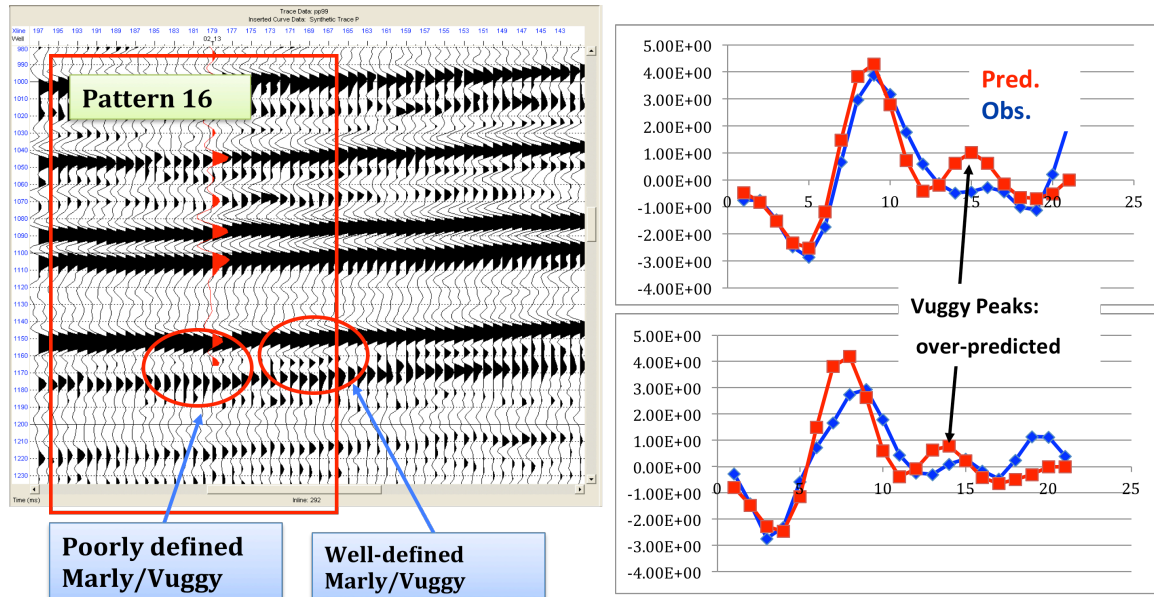 Trace Data: pp99
Inserted Curve Data: Synthetic Trace P
Xline 197 195 193 191 189 187 185 183 181 179 177 175 173 171 169 167 165 163 161 159 157 155 153 151 149 147 145 143
Well 02_13
980
990
1000
1010
1020
1030
1040
1050
1060
1070
1080
1090
1100
1110
1120
1130
1140
1150
1160
1170
1180
1190
1200
1210
1220
1230
Pattern 16
Time (ms)
Inline: 292
Poorly defined
Marly/Vuggy
Well-defined
Marly/Vuggy
5.00E+00
4.00E+00
3.00E+00
2.00E+00
1.00E+00
0.00E+00
-1.00E+00
-2.00E+00
-3.00E+00
-4.00E+00
0 5 10 15 20 25
Pred.
Obs.
Vuggy Peaks:
over-predicted
5.00E+00
4.00E+00
3.00E+00
2.00E+00
1.00E+00
0.00E+00
-1.00E+00
-2.00E+00
-3.00E+00
-4.00E+00
0 5 10 15 20 25